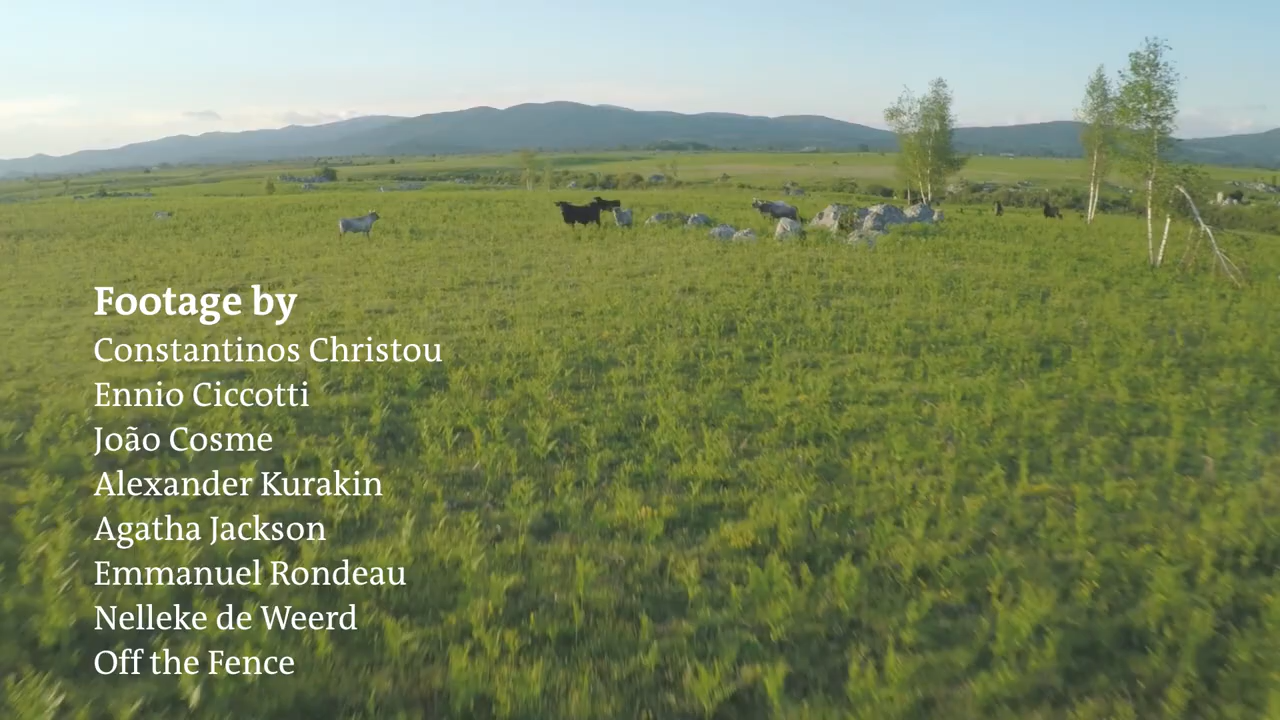 Footage by
Constantinos Christou
Ennio Ciccotti
João Cosme
Alexander Kurakin
Agatha Jackson
Emmanuel Rondeau
Nelleke de Weerd
Off the Fence